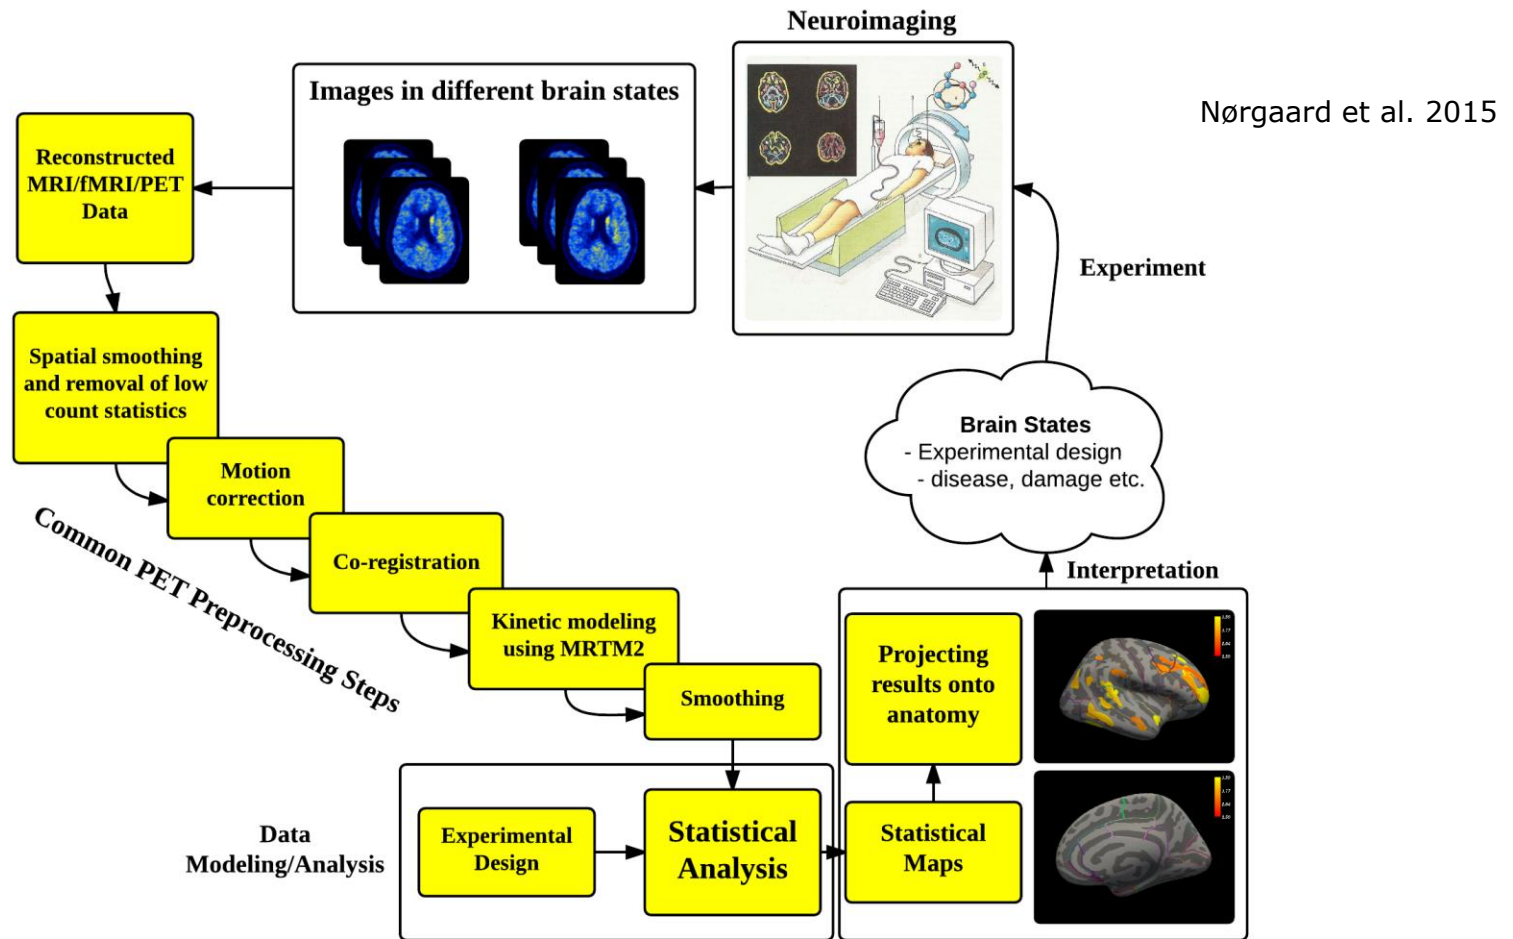 Neuroimaging
Nørgaard et al. 2015
Images in different brain states
Reconstructed
MRI/fMRI/PET
Data
Experiment
Spatial smoothing
and removal of low
count statistics
Motion
correction
Co-registration
Kinetic modeling
using MRTM2
Smoothing
Common PET Preprocessing Steps
Brain States
- Experimental design
- disease, damage etc.
Interpretation
Projecting
results onto
anatomy
Data
Modeling/Analysis
Experimental
Design
Statistical
Analysis
Statistical
Maps